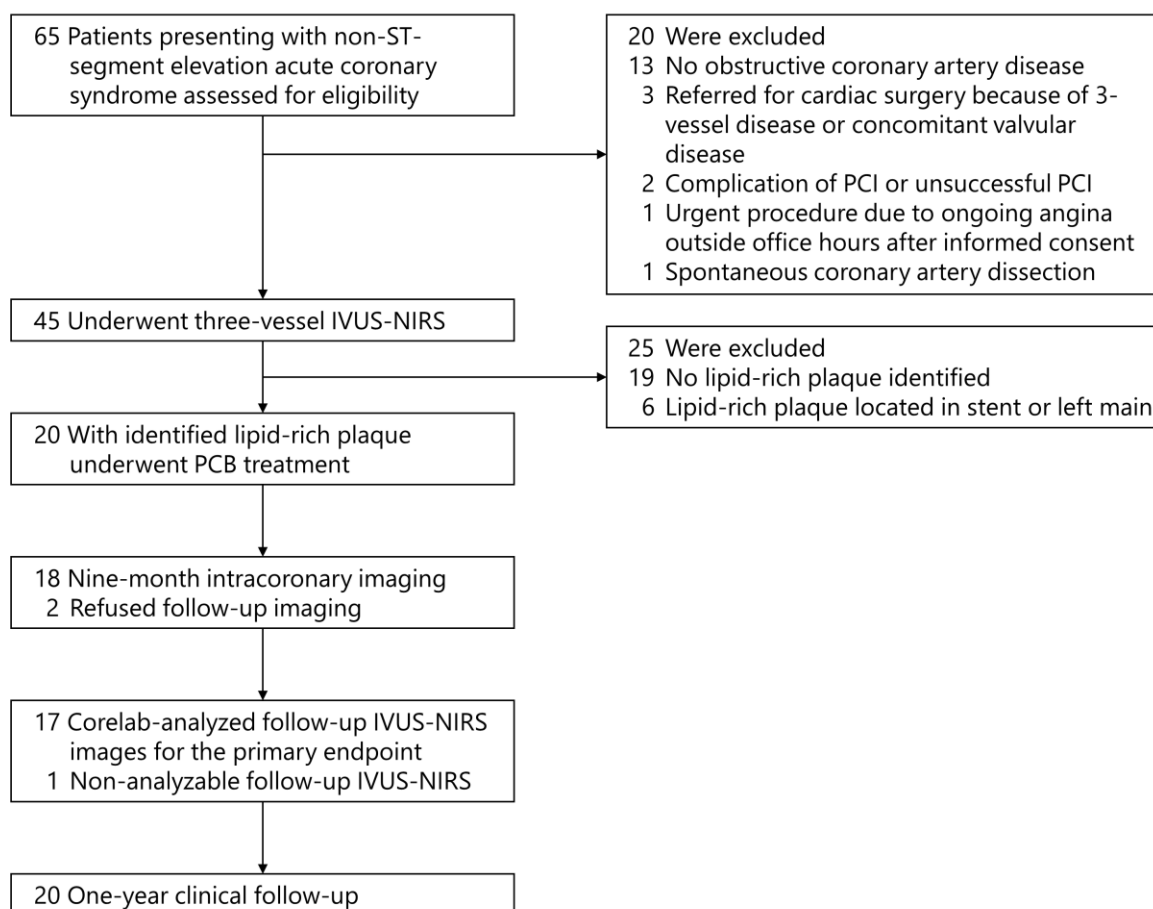 65 Patients presenting with non-ST-
segment elevation acute coronary
syndrome assessed for eligibility
20 Were excluded
13 No obstructive coronary artery disease
3 Referred for cardiac surgery because of 3-
vessel disease or concomitant valvular
disease
2 Complication of PCI or unsuccessful PCI
1 Urgent procedure due to ongoing angina
outside office hours after informed consent
1 Spontaneous coronary artery dissection
45 Underwent three-vessel IVUS-NIRS
25 Were excluded
19 No lipid-rich plaque identified
6 Lipid-rich plaque located in stent or left main
20 With identified lipid-rich plaque
underwent PCB treatment
18 Nine-month intracoronary imaging
2 Refused follow-up imaging
17 Corelab-analyzed follow-up IVUS-NIRS
images for the primary endpoint
1 Non-analyzable follow-up IVUS-NIRS
20 One-year clinical follow-up